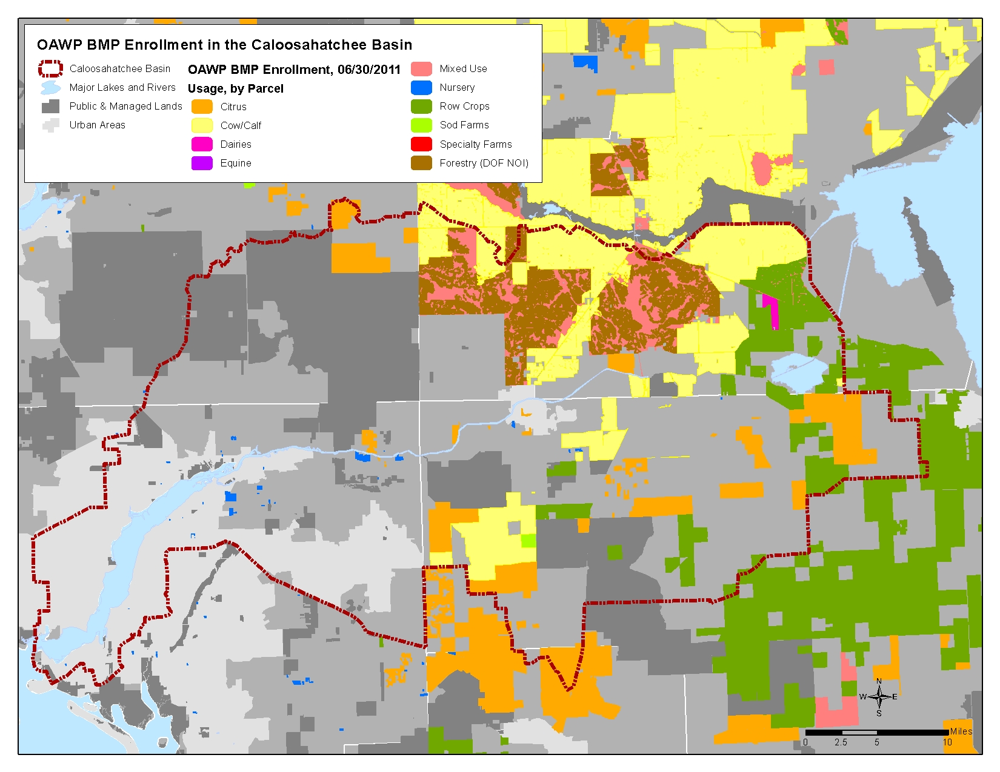 OAWP BMP Enrollment in the Caloosahatchee Basin
Caloosahatchee Basin
Major Lakes and Rivers
Public & Managed Lands
Urban Areas
OAWP BMP Enrollment, 06/30/2011
Usage, by Parcel
Citrus
Cow/Calf
Dairies
Equine
Mixed Use
Nursery
Row Crops
Sod Farms
Specialty Farms
Forestry (DOF NOI)
N
W E
S
Miles
0 2.5 5 10